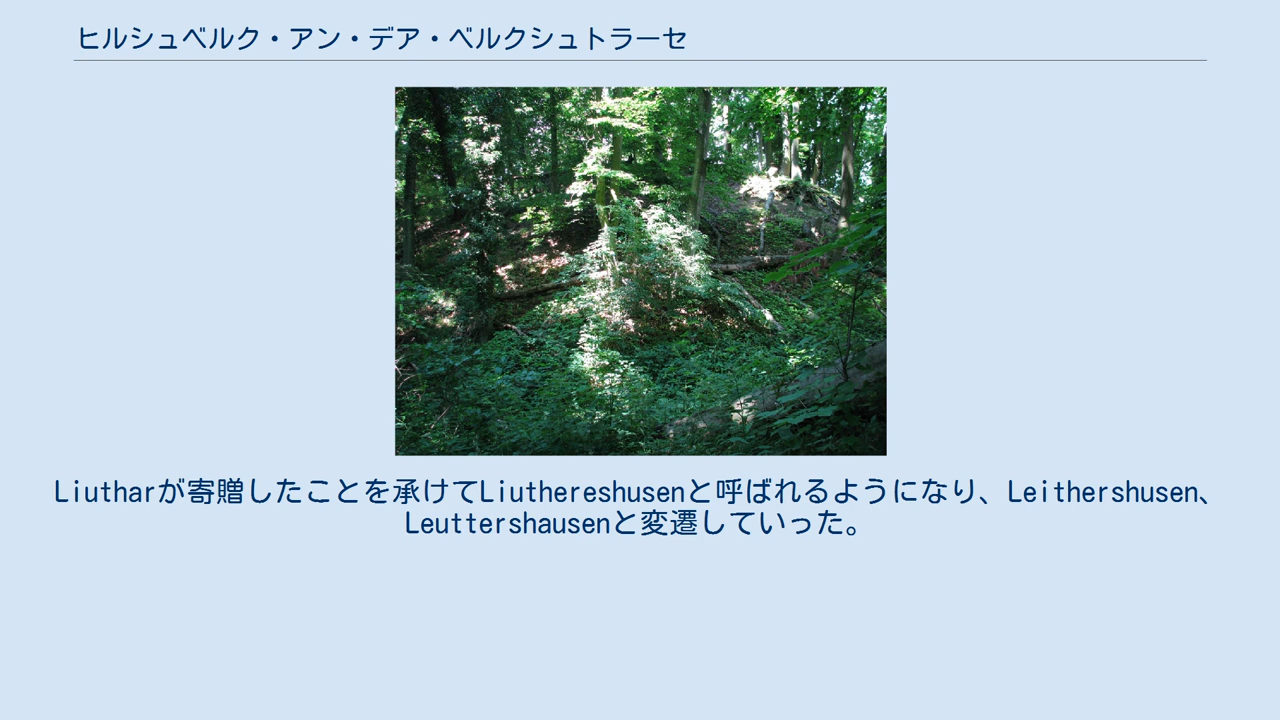 ヒルシュベルク・アン・デア・ベルクシュトラーセ
Liutharが寄贈したことを承けてLiuthereshusenと呼ばれるようになり、Leithershusen、
Leuttershausenと変遷していった。